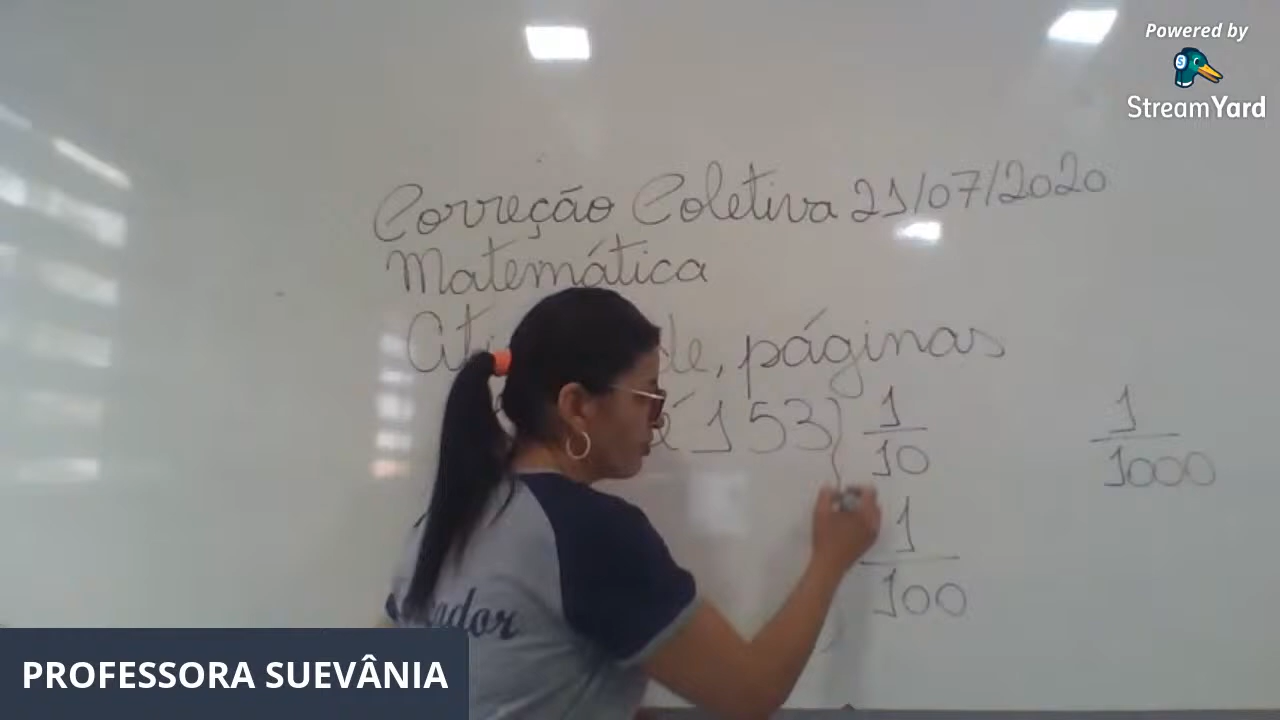 Powered by
StreamYard
Correção Coletiva 21/07/2020
Matemática
páginas
153
1
10
1
1000
1
100
PROFESSORA SUEVÂNIA